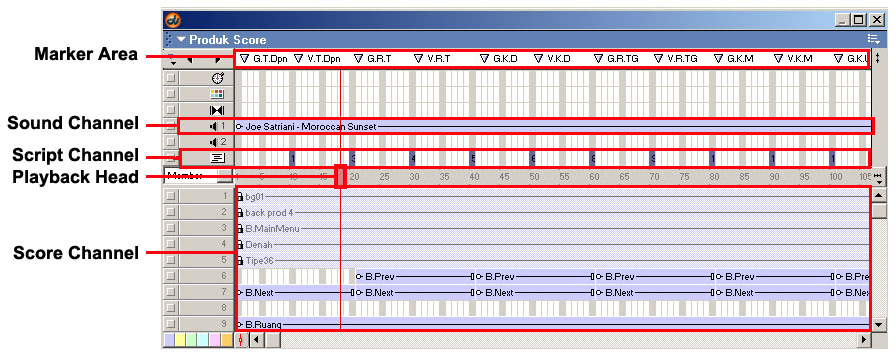 Produk Score
Marker Area
G.T.Dpn V.T.Dpn G.R.T V.R.T G.K.D V.K.D G.R.TG V.R.TG G.K.M V.K.M
Sound Channel
1 Joe Satriani - Moroccan Sunset
2
Script Channel
Playback Head
Member 20 25 30 35 40 45 50 55 60 65 70 75 80 85 90 95 100 105
Score Channel
1 bg01
2 back prod 4
3 B.MainMenu
4 Denah
5 Tipe36
6 B.Prev B.Prev B.Prev B.Prev B.Pre
7 B.Next B.Next B.Next B.Next B.Next B.Nex
8
9 B.Ruang